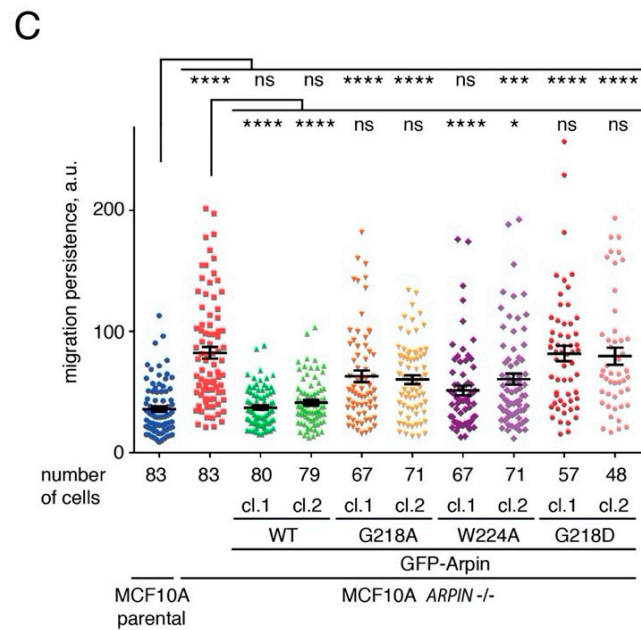 C
**** ns ns **** **** ns *** **** ****
**** **** ns ns **** * ns ns
migration persistence, a.u.
200
100
0
number of cells
83 83 80 79 67 71 67 71 57 48
cl.1 cl.2 cl.1 cl.2 cl.1 cl.2 cl.1 cl.2
WT G218A W224A G218D
GFP-Arpin
MCF10A parental
MCF10A ARPIN -/-